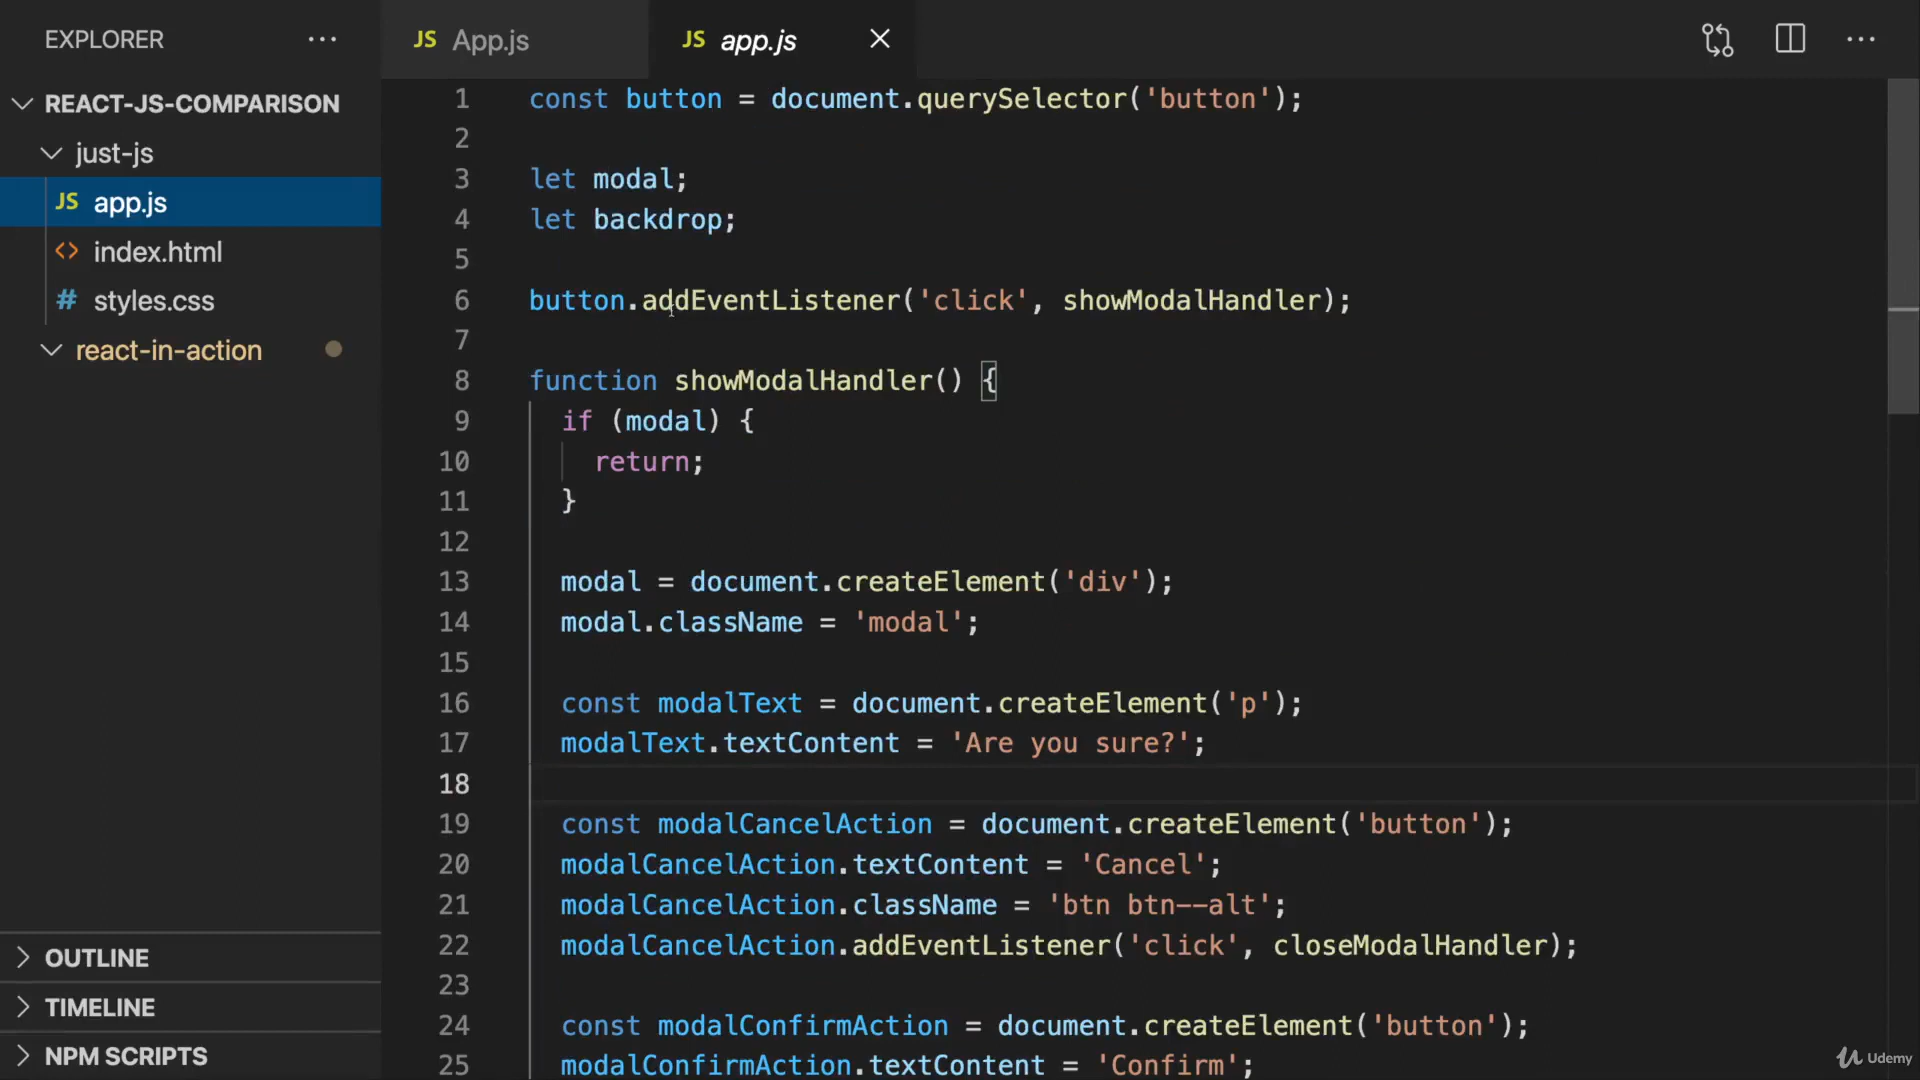 EXPLORER ...
JS App.js
JS app.js
...
REACT-JS-COMPARISON
just-js
JS app.js
<> index.html
# styles.css
react-in-action
OUTLINE
TIMELINE
NPM SCRIPTS
1 const button = document.querySelector('button');
2
3 let modal;
4 let backdrop;
5
6 button.addEventListener('click', showModalHandler);
7
8 function showModalHandler() {
9 if (modal) {
10 return;
11 }
12
13 modal = document.createElement('div');
14 modal.className = 'modal';
15
16 const modalText = document.createElement('p');
17 modalText.textContent = 'Are you sure?';
18
19 const modalCancelAction = document.createElement('button');
20 modalCancelAction.textContent = 'Cancel';
21 modalCancelAction.className = 'btn btn--alt';
22 modalCancelAction.addEventListener('click', closeModalHandler);
23
24 const modalConfirmAction = document.createElement('button');
25 modalConfirmAction.textContent = 'Confirm';
Udemy